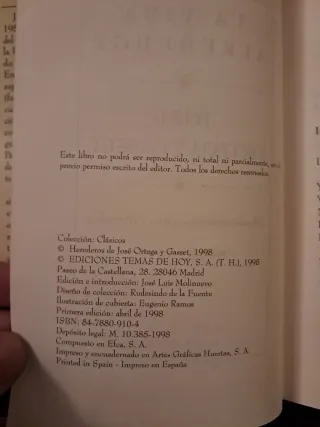 Este libro no podrá ser reproducido, ni total ni parcialmente, sin el
previo permiso escrito del editor. Todos los derechos reservados.
Colección: Clásicos
© Herederos de José Ortega y Gasset, 1998
© EDICIONES TEMAS DE HOY, S. A. (T. H.), 1998
Paseo de la Castellana, 28. 28046 Madrid
Edición e introducción: José Luis Molinuevo
Diseño de colección: Rudesindo de la Fuente
Ilustración de cubierta: Eugenio Ramos
Primera edición: abril de 1998
ISBN: 84-7880-910-4
Depósito legal: M. 10.385-1998
Compuesto en Efca, S. A.
Impreso y encuadernado en Artes Gráficas Huertas, S. A.
Printed in Spain - Impreso en España